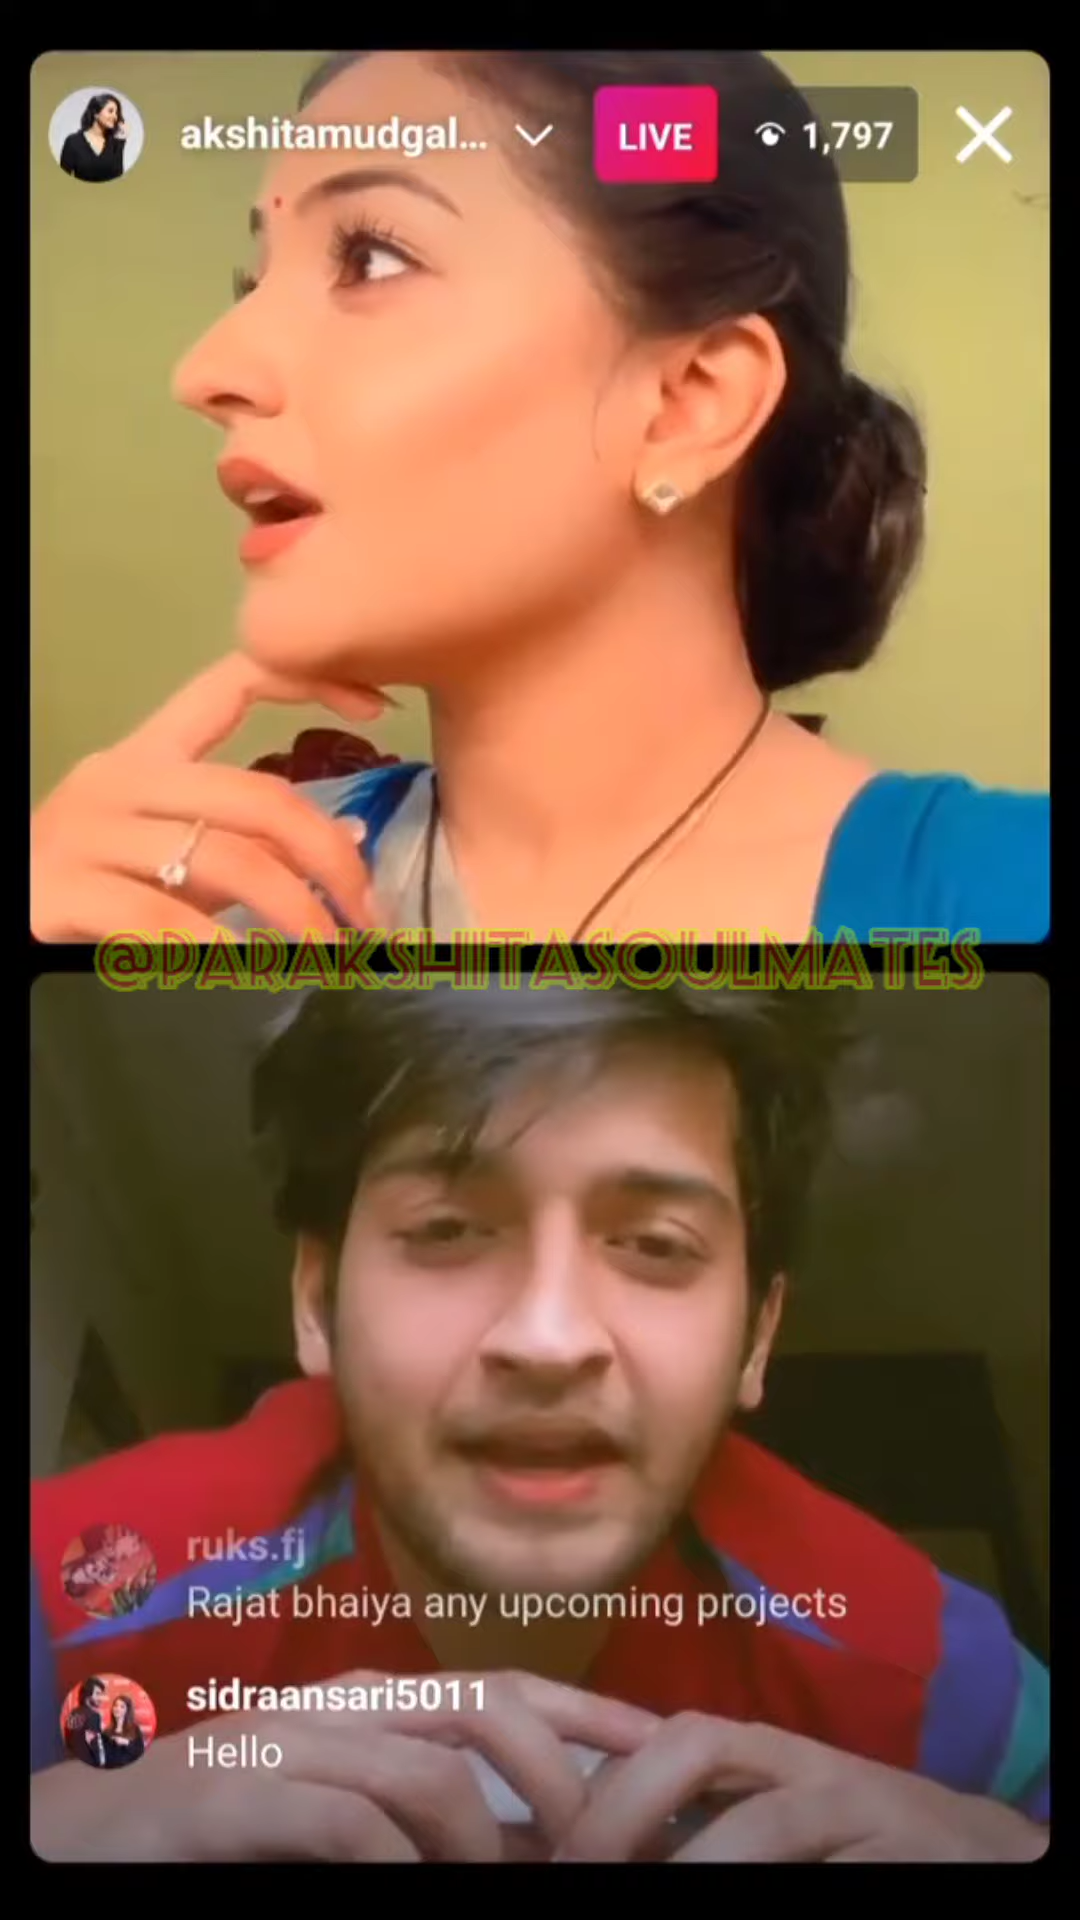 akshitamudgal...
LIVE
1,797
@PARAKSHITASOULMATES
ruks.fj
Rajat bhaiya any upcoming projects
sidraansari5011
Hello